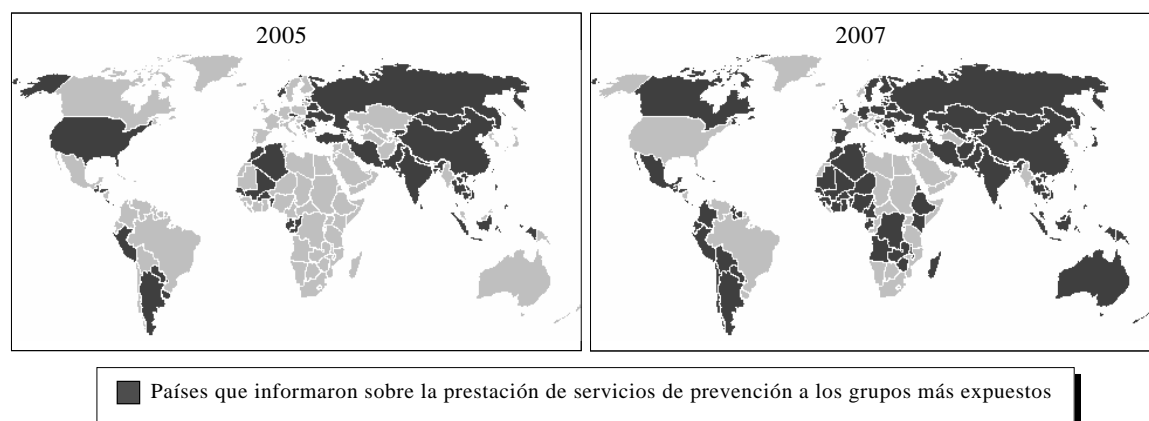 2005
2007
Países que informaron sobre la prestación de servicios de prevención a los grupos más expuestos